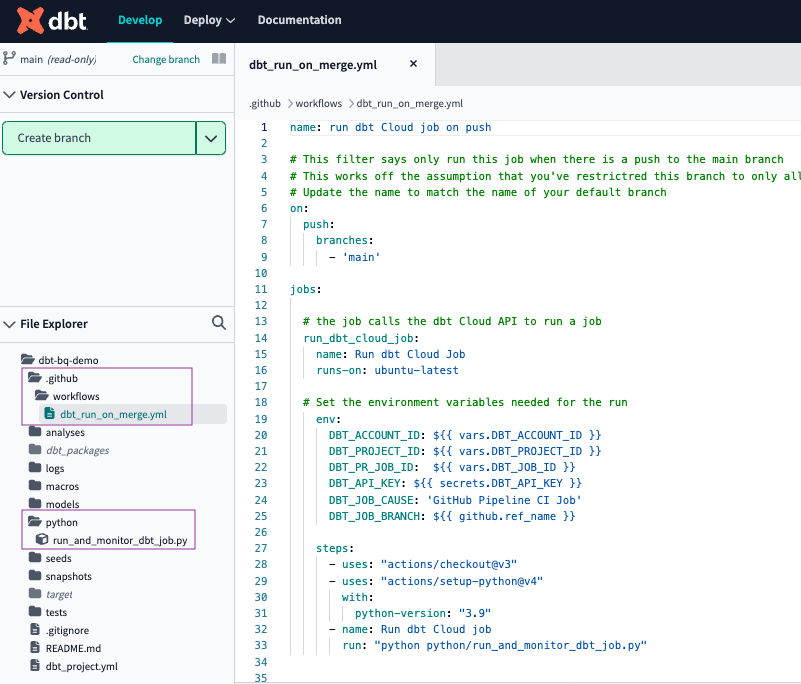 dbt Develop Deploy Documentation
main (read-only) Change branch
Version Control
Create branch
File Explorer
dbt-bq-demo
.github
workflows
dbt_run_on_merge.yml
analyses
dbt_packages
logs
macros
models
python
run_and_monitor_dbt_job.py
seeds
snapshots
target
tests
.gitignore
README.md
dbt_project.yml
dbt_run_on_merge.yml ×
.github > workflows > dbt_run_on_merge.yml
1 name: run dbt Cloud job on push
2
3 # This filter says only run this job when there is a push to the main branch
4 # This works off the assumption that you've restrictred this branch to only all
5 # Update the name to match the name of your default branch
6 on:
7 push:
8 branches:
9 - 'main'
10
11 jobs:
12
13 # the job calls the dbt Cloud API to run a job
14 run_dbt_cloud_job:
15 name: Run dbt Cloud Job
16 runs-on: ubuntu-latest
17
18 # Set the environment variables needed for the run
19 env:
20 DBT_ACCOUNT_ID: ${{ vars.DBT_ACCOUNT_ID }}
21 DBT_PROJECT_ID: ${{ vars.DBT_PROJECT_ID }}
22 DBT_PR_JOB_ID:  ${{ vars.DBT_JOB_ID }}
23 DBT_API_KEY: ${{ secrets.DBT_API_KEY }}
24 DBT_JOB_CAUSE: 'GitHub Pipeline CI Job'
25 DBT_JOB_BRANCH: ${{ github.ref_name }}
26
27 steps:
28 - uses: "actions/checkout@v3"
29 - uses: "actions/setup-python@v4"
30 with:
31 python-version: "3.9"
32 - name: Run dbt Cloud job
33 run: "python python/run_and_monitor_dbt_job.py"
34
35